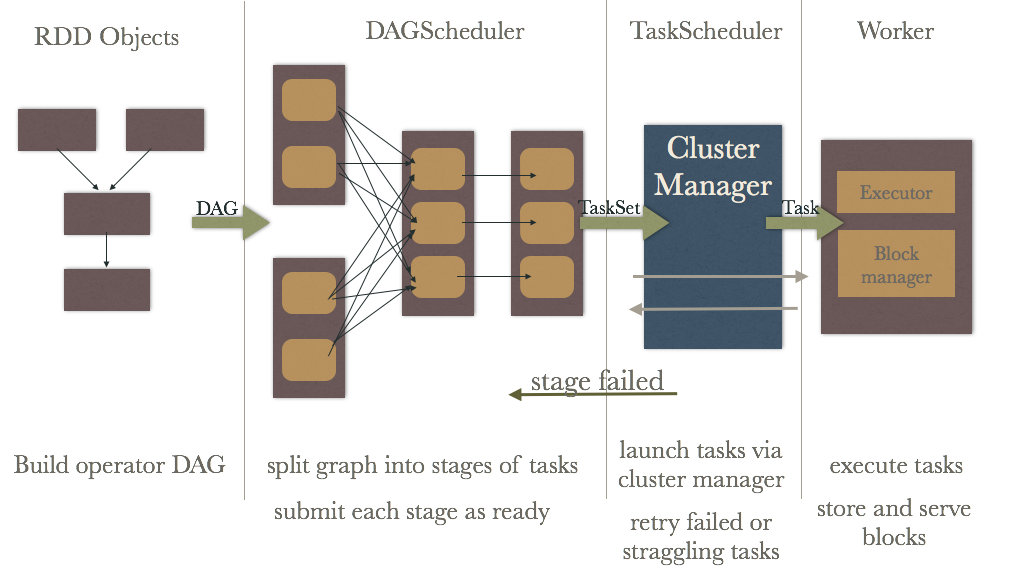 RDD Objects
DAGScheduler
TaskScheduler
Worker
DAG
TaskSet
Cluster
Manager
Task
Executor
Block
manager
stage failed
Build operator DAG
split graph into stages of tasks
submit each stage as ready
launch tasks via
cluster manager
retry failed or
straggling tasks
execute tasks
store and serve
blocks